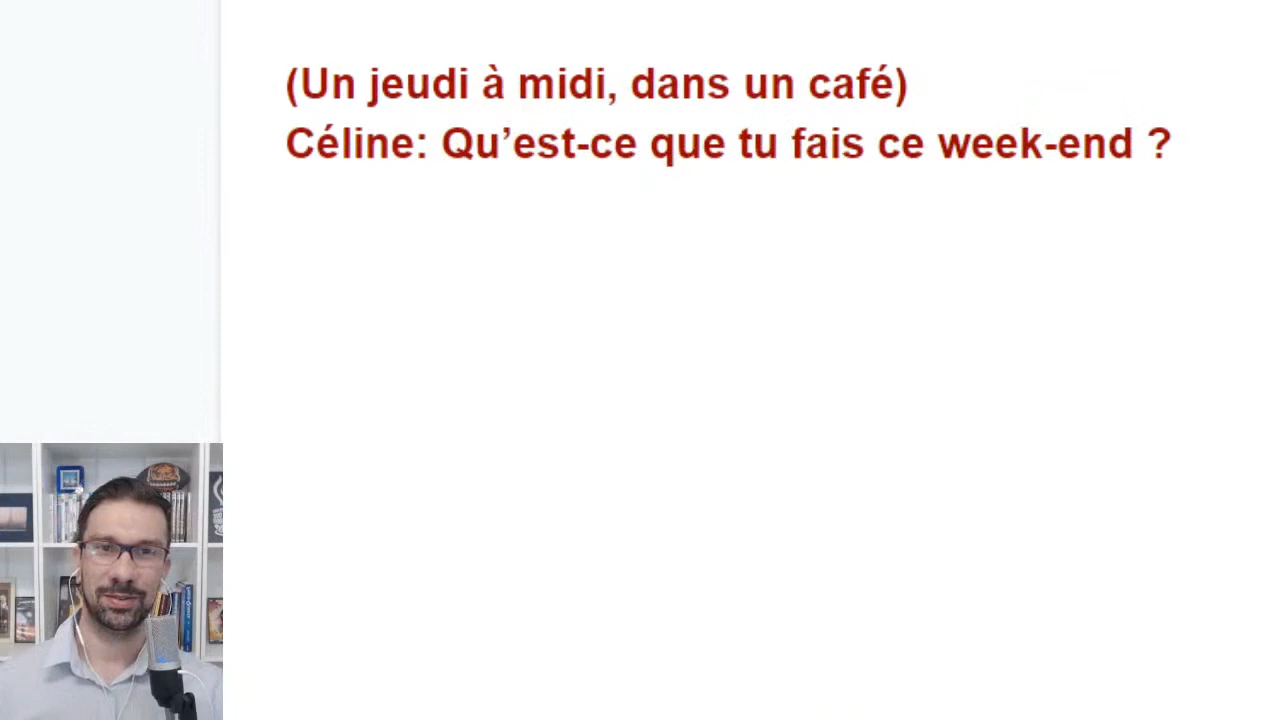 (Un jeudi à midi, dans un café)
Céline: Qu’est-ce que tu fais ce week-end ?